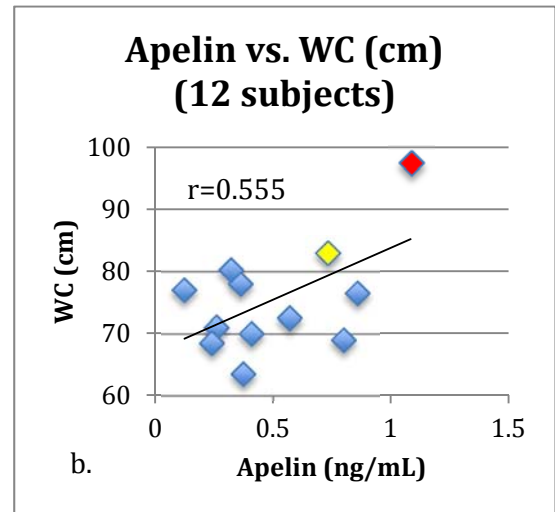 Apelin vs. WC (cm)
(12 subjects)
100
r=0.555
90
WC (cm)
80
70
60
0
0.5
1
1.5
b.
Apelin (ng/mL)